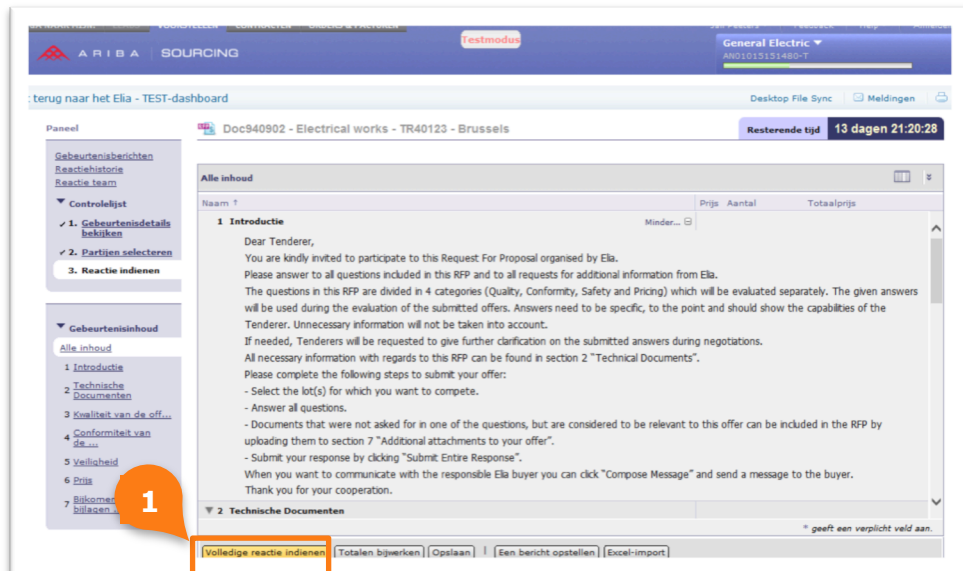 VOORSTELLEN CONTRACTEN ORDERS & FACTUREN
Help
ARIBA SOURCING
Testmodus
General Electric ▼
AN01015151480-T
terug naar het Elia - TEST-dashboard
Desktop File Sync
Meldingen
Paneel
Doc940902 - Electrical works - TR40123 - Brussels
Resterende tijd 13 dagen 21:20:28
Gebeurtenisberichten
Reactiehistorie
Reactie team
▼ Controlelijst
✓ 1. Gebeurtenisdetails bekijken
✓ 2. Partijen selecteren
3. Reactie indienen
▼ Gebeurtenisinhoud
Alle inhoud
1 Introductie
2 Technische Documenten
3 Kwaliteit van de off...
4 Conformiteit van de ...
5 Veiligheid
6 Prijs
7
bijlagen
1
Alle inhoud
Naam ↑ Prijs Aantal Totaalprijs
1 Introductie Minder...
Dear Tenderer,
You are kindly invited to participate to this Request For Proposal organised by Elia.
Please answer to all questions included in this RFP and to all requests for additional information from Elia.
The questions in this RFP are divided in 4 categories (Quality, Conformity, Safety and Pricing) which will be evaluated separately. The given answers
will be used during the evaluation of the submitted offers. Answers need to be specific, to the point and should show the capabilities of the
Tenderer. Unnecessary information will not be taken into account.
If needed, Tenderers will be requested to give further clarification on the submitted answers during negotiations.
All necessary information with regards to this RFP can be found in section 2 "Technical Documents".
Please complete the following steps to submit your offer:
- Select the lot(s) for which you want to compete.
- Answer all questions.
- Documents that were not asked for in one of the questions, but are considered to be relevant to this offer can be included in the RFP by
uploading them to section 7 "Additional attachments to your offer".
- Submit your response by clicking "Submit Entire Response".
When you want to communicate with the responsible Elia buyer you can click "Compose Message" and send a message to the buyer.
Thank you for your cooperation.
▼ 2 Technische Documenten
* geeft een verplicht veld aan.
Volledige reactie indienen Totalen bijwerken Opslaan | Een bericht opstellen Excel-import